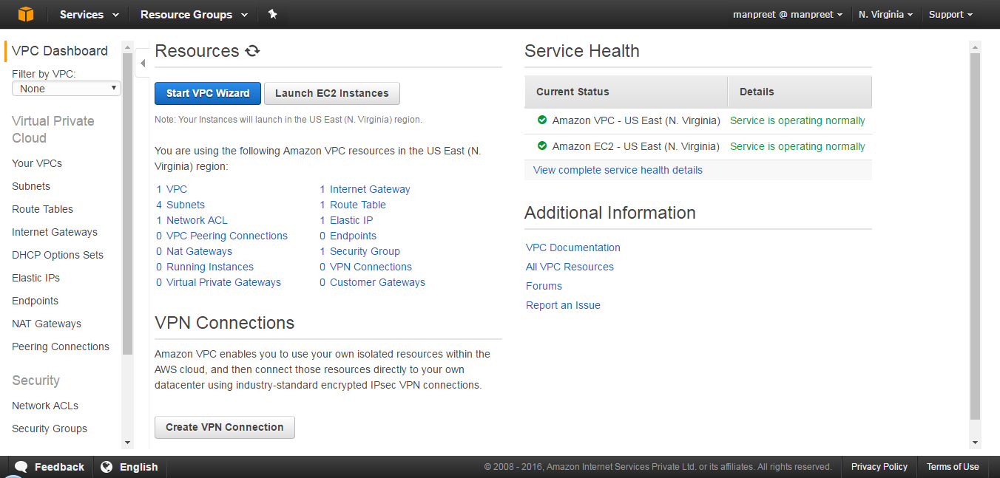 Services
Resource Groups
manpreet @ manpreet
N. Virginia
Support
VPC Dashboard
Filter by VPC:
None
Virtual Private
Cloud
Your VPCs
Subnets
Route Tables
Internet Gateways
DHCP Options Sets
Elastic IPs
Endpoints
NAT Gateways
Peering Connections
Security
Network ACLs
Security Groups
Resources
Start VPC Wizard
Launch EC2 Instances
Note: Your Instances will launch in the US East (N. Virginia) region.
You are using the following Amazon VPC resources in the US East (N.
Virginia) region:
1 VPC
1 Internet Gateway
4 Subnets
1 Route Table
1 Network ACL
1 Elastic IP
0 VPC Peering Connections
0 Endpoints
0 Nat Gateways
1 Security Group
0 Running Instances
0 VPN Connections
0 Virtual Private Gateways
0 Customer Gateways
VPN Connections
Amazon VPC enables you to use your own isolated resources within the
AWS cloud, and then connect those resources directly to your own
datacenter using industry-standard encrypted IPsec VPN connections.
Create VPN Connection
Service Health
Current Status
Details
Amazon VPC - US East (N. Virginia)
Service is operating normally
Amazon EC2 - US East (N. Virginia)
Service is operating normally
View complete service health details
Additional Information
VPC Documentation
All VPC Resources
Forums
Report an Issue
Feedback
English
© 2008 - 2016, Amazon Internet Services Private Ltd. or its affiliates. All rights reserved.
Privacy Policy
Terms of Use